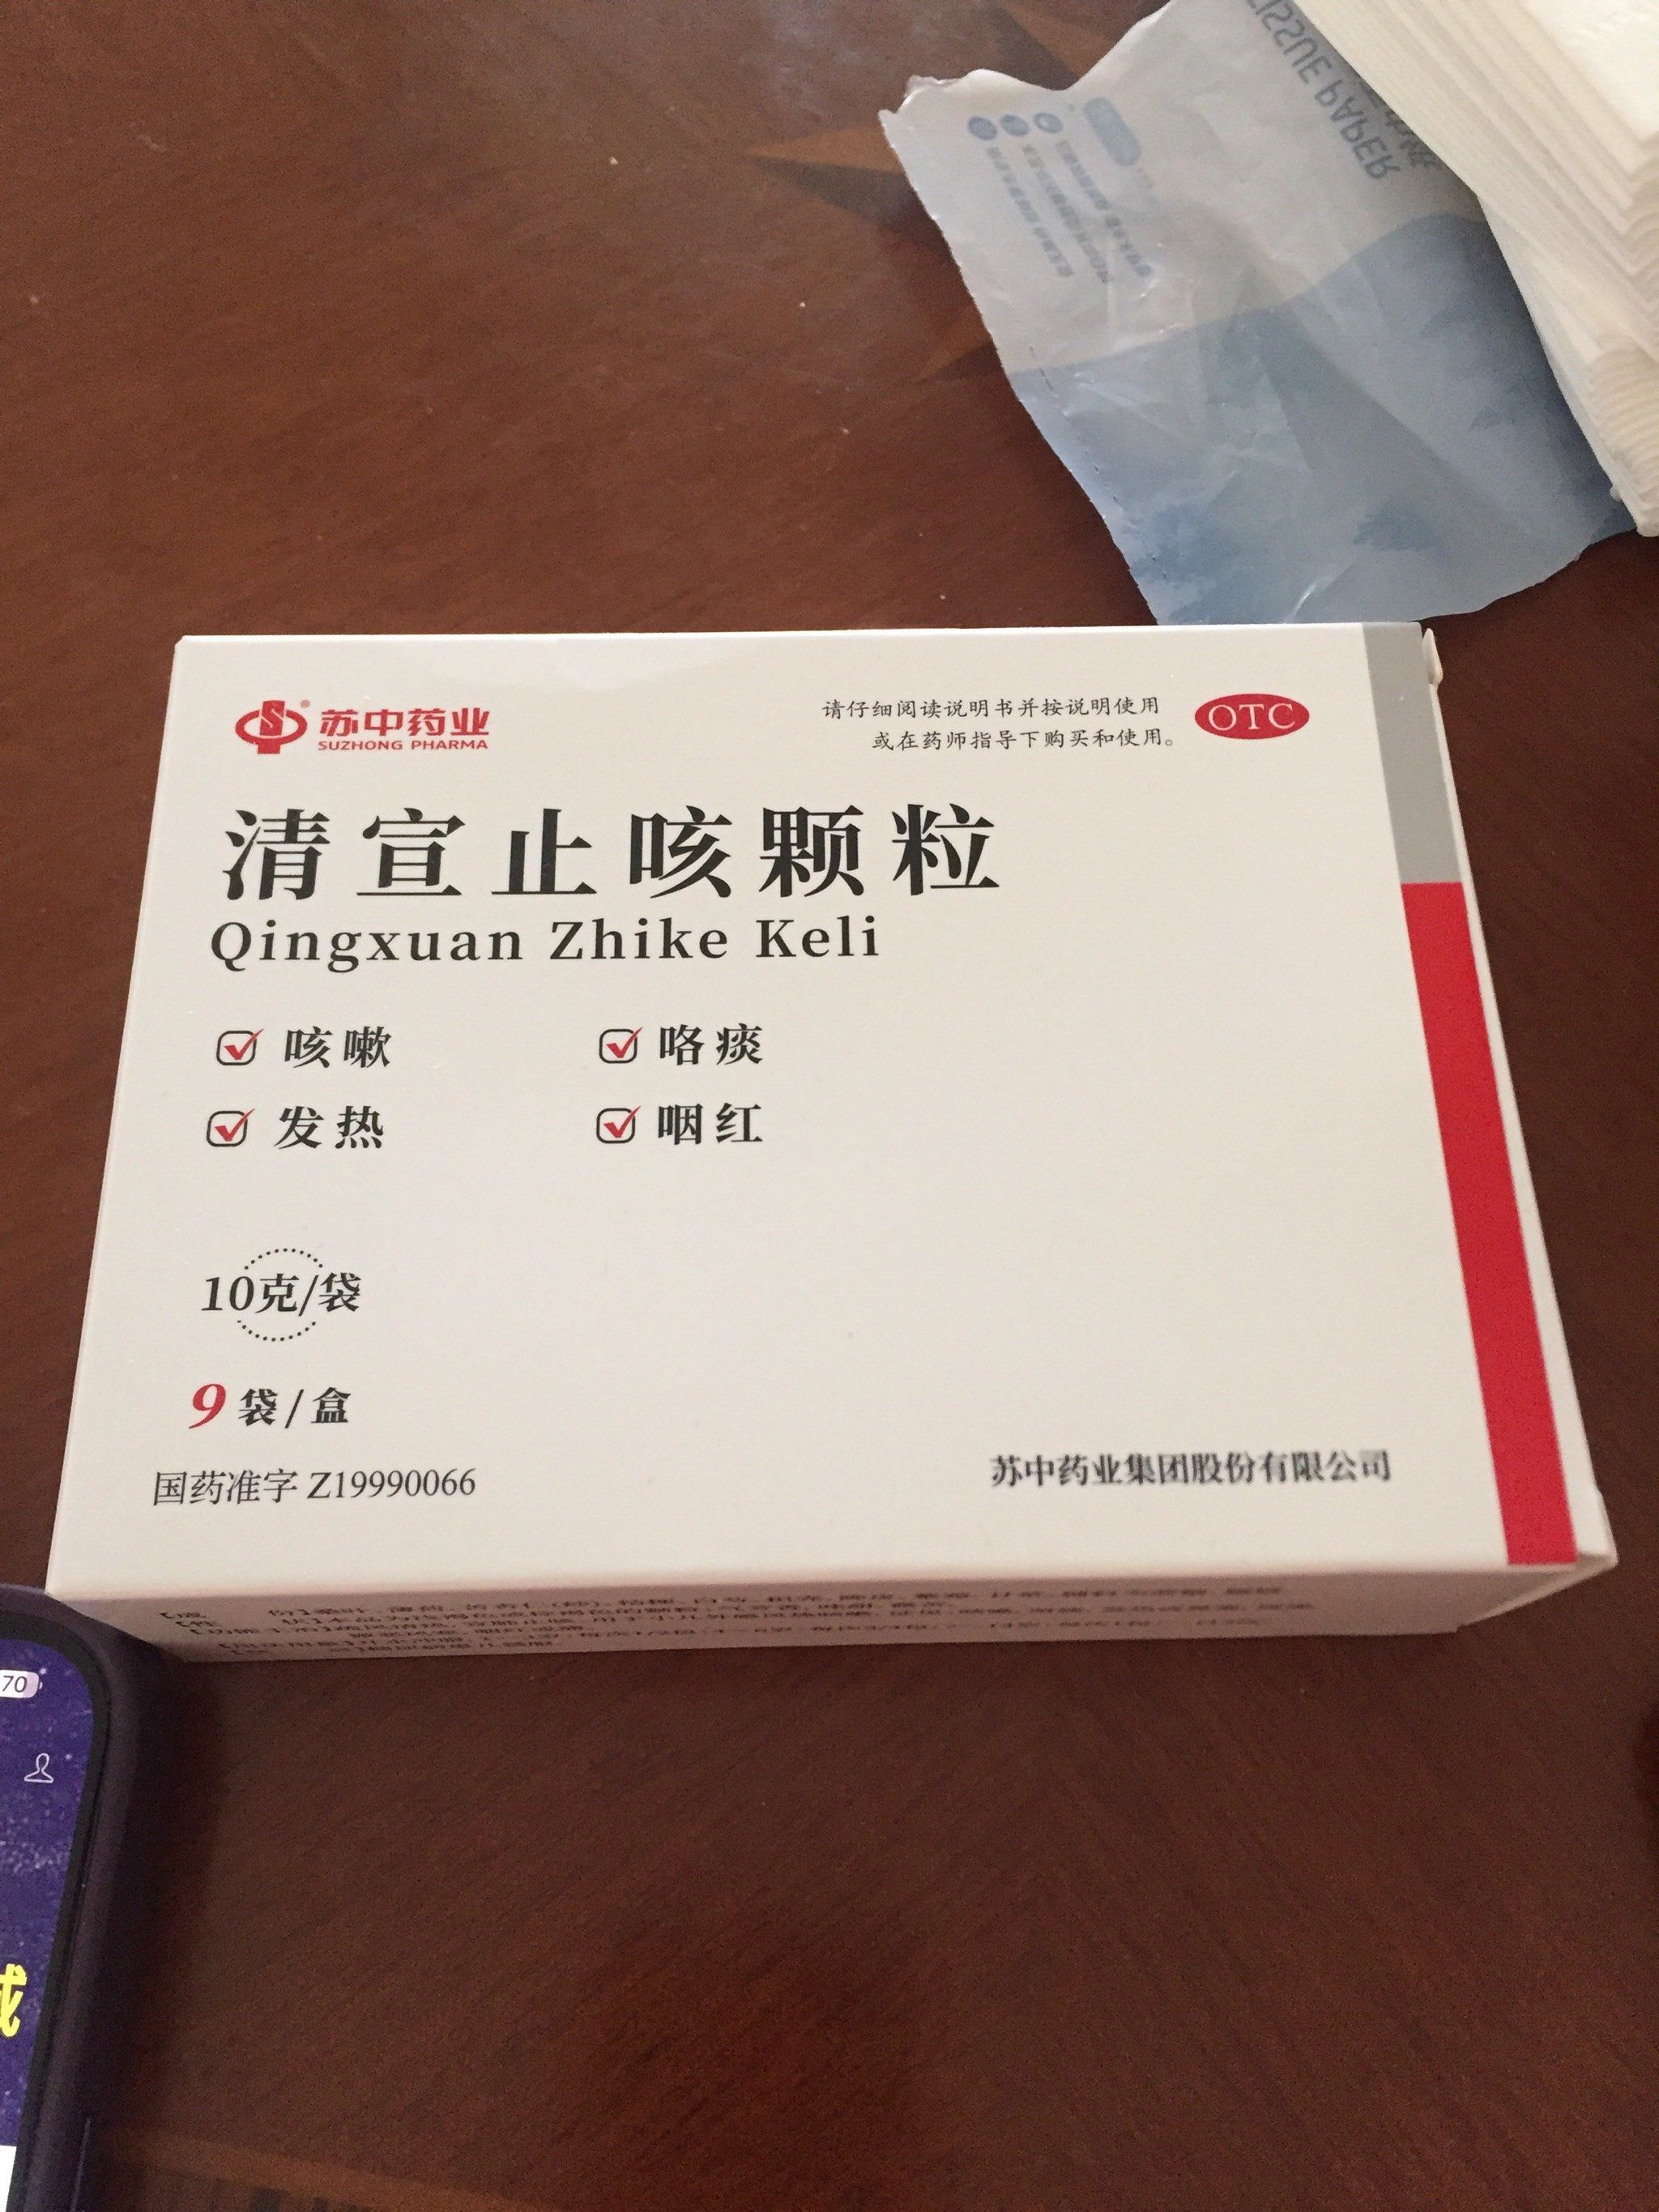 TISSUE PAPER
苏中药业
SUZHONG PHARMA
请仔细阅读说明书并按说明使用
或在药师指导下购买和使用。
OTC
清宣止咳颗粒
Qingxuan Zhike Keli
咳嗽
咯痰
发热
咽红
10克/袋
9袋/盒
国药准字 Z19990066
苏中药业集团股份有限公司
70